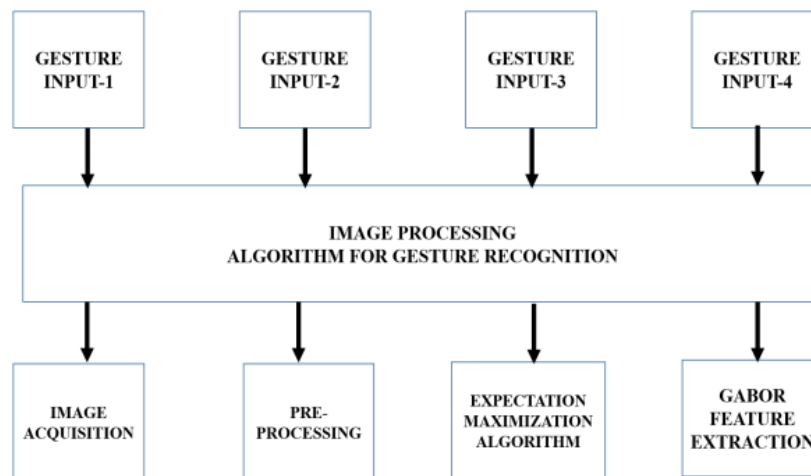 GESTURE
INPUT-1
GESTURE
INPUT-2
GESTURE
INPUT-3
GESTURE
INPUT-4
IMAGE PROCESSING
ALGORITHM FOR GESTURE RECOGNITION
IMAGE
ACQUISITION
PRE-
PROCESSING
EXPECTATION
MAXIMIZATION
ALGORITHM
GABOR
FEATURE
EXTRACTION